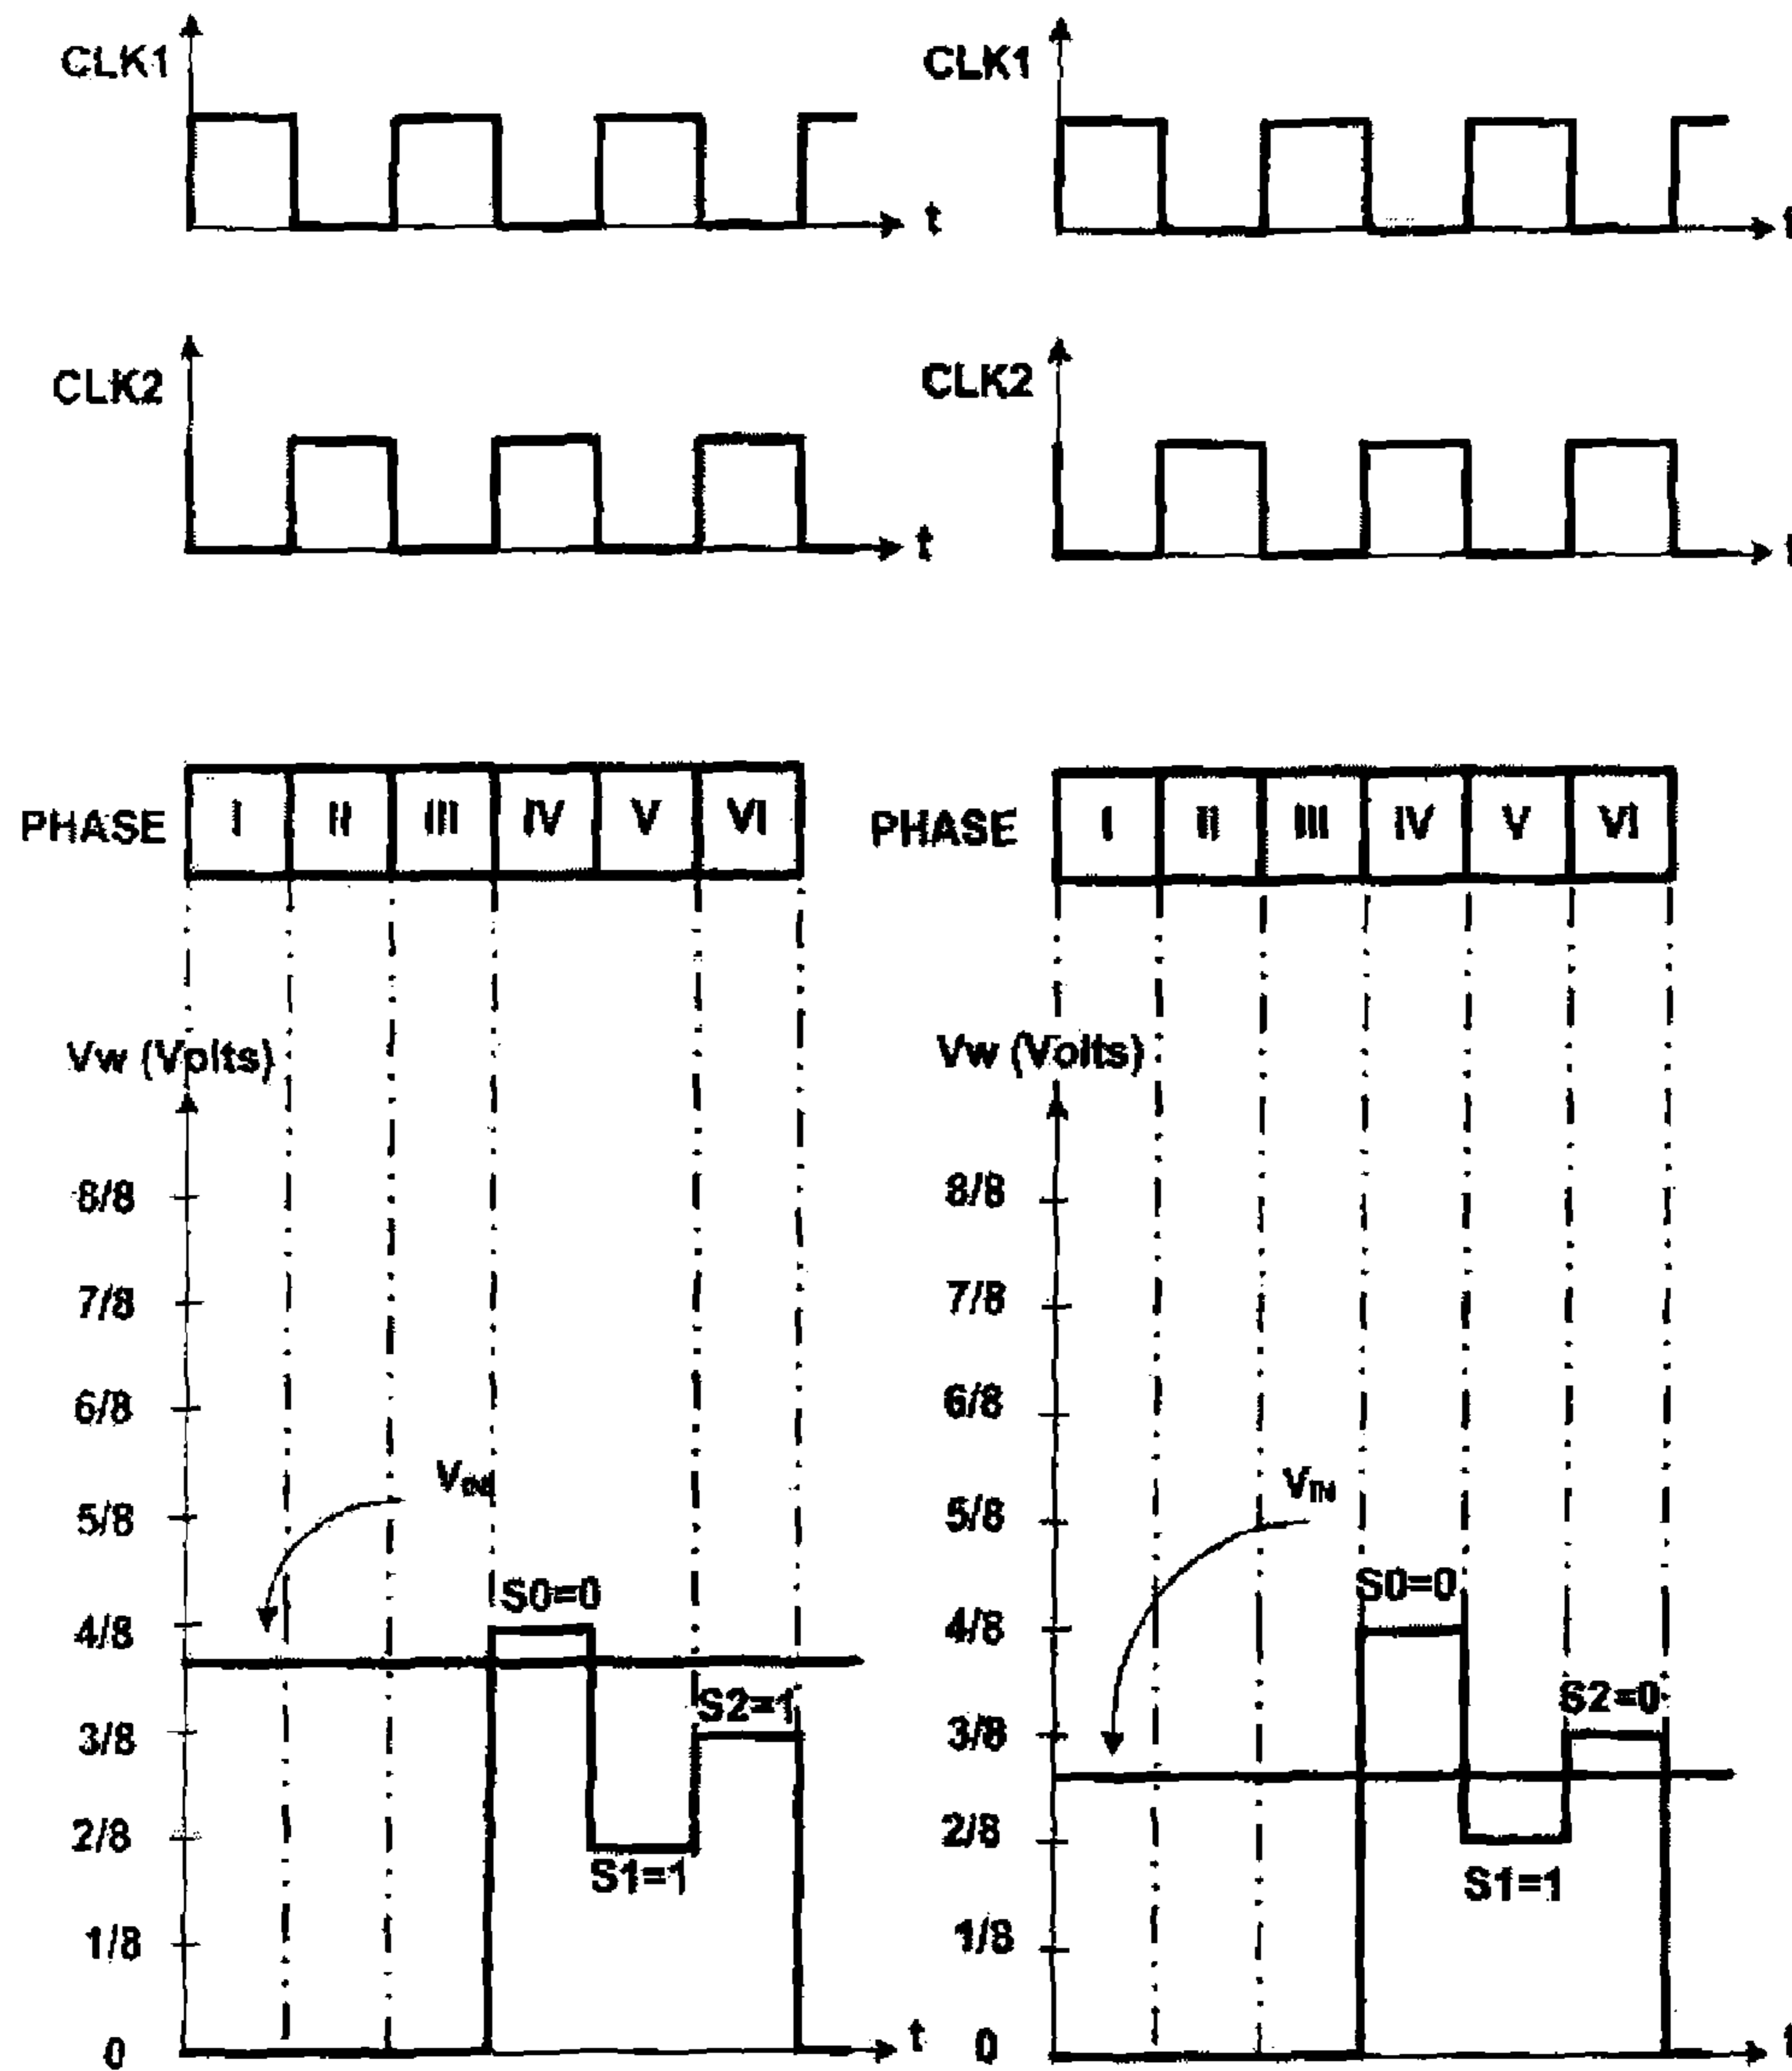 CLK1
CLK1
t
t
CLK2
CLK2
t
t
PHASE I II III IV V VI
PHASE I II III IV V VI
Vw (Volts)
Vw (Volts)
8/8
8/8
7/8
7/8
6/8
6/8
VIN
VIN
5/8
5/8
S0=0
S0=0
4/8
4/8
S2=1
S2=0
3/8
3/8
2/8
2/8
S1=1
S1=1
1/8
1/8
t
t
0
0